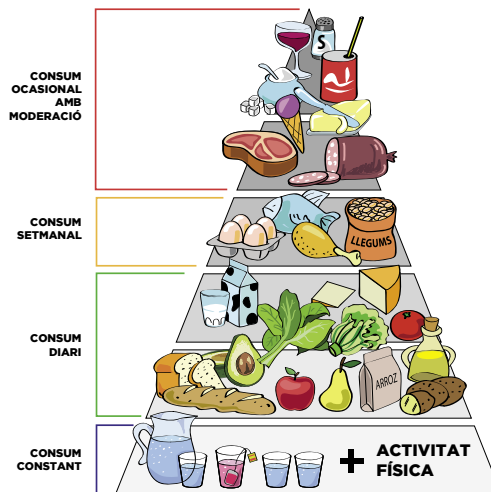 S
CONSUM
OCASIONAL
AMB
MODERACIÓ
CONSUM
SETMANAL
LLEGUMS
CONSUM
DIARI
ARROZ
CONSUM
CONSTANT
+ ACTIVITAT
FÍSICA